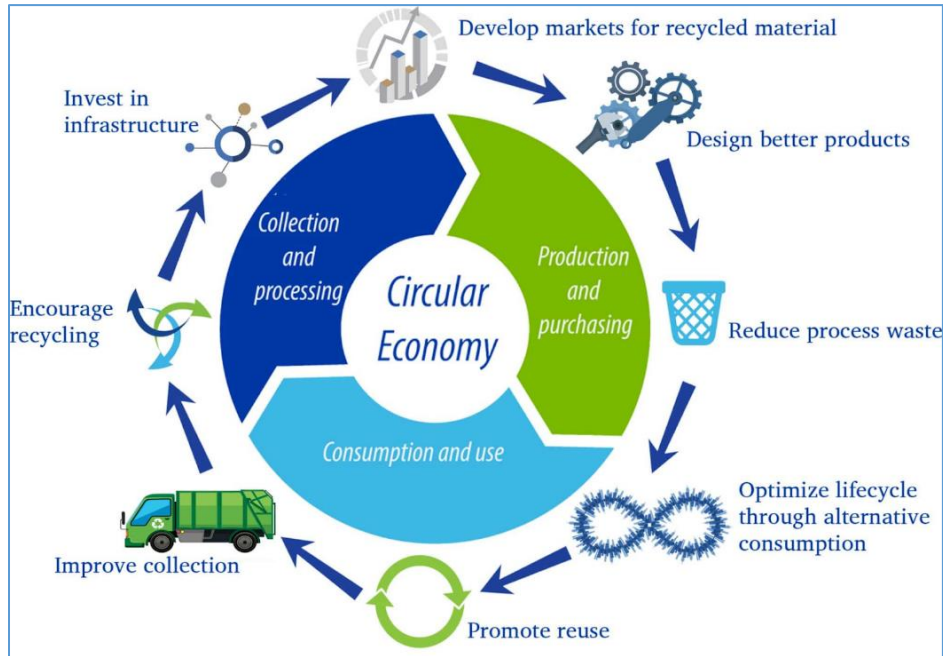 Develop markets for recycled material
Invest in
infrastructure
Design better products
Collection
and
processing
Production
and
purchasing
Circular
Economy
Encourage
recycling
Reduce process waste
Consumption and use
Optimize lifecycle
through alternative
consumption
Improve collection
Promote reuse